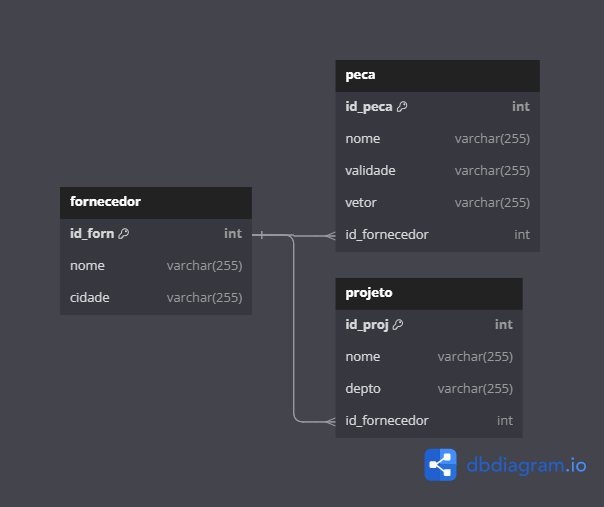 fornecedor
id_forn int
nome varchar(255)
cidade varchar(255)
peca
id_peca int
nome varchar(255)
validade varchar(255)
vetor varchar(255)
id_fornecedor int
projeto
id_proj int
nome varchar(255)
depto varchar(255)
id_fornecedor int
dbdiagram.io